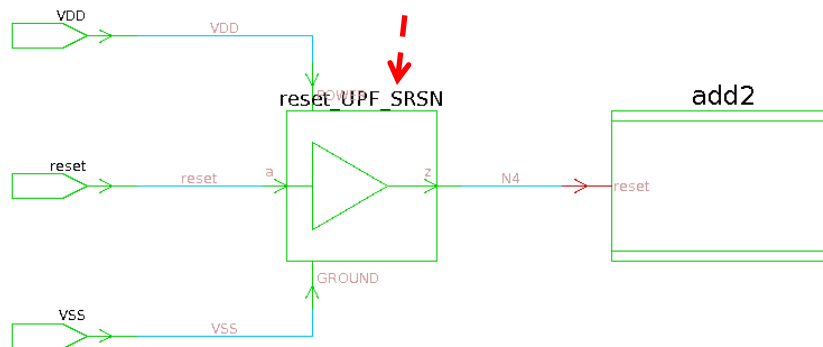 VDD
VDD
POWER
reset_UPF_SRSN
add2
reset
reset
a
z
N4
reset
GROUND
VSS
VSS